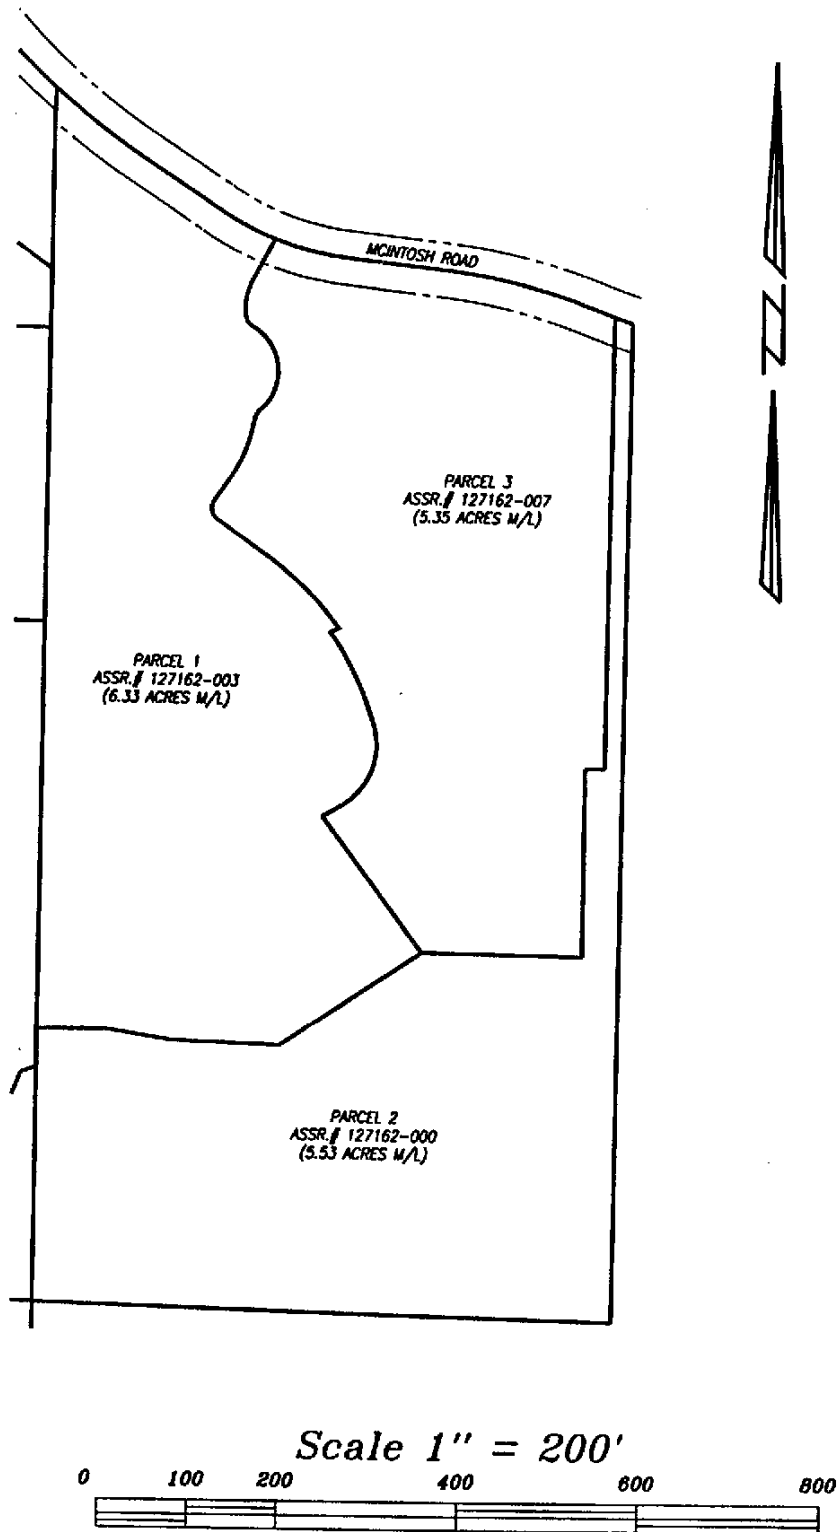 MCINTOSH ROAD
PARCEL 3
ASSR.# 127162-007
(5.35 ACRES M/L)
PARCEL 1
ASSR.# 127162-003
(6.33 ACRES M/L)
PARCEL 2
ASSR.# 127162-000
(5.53 ACRES M/L)
Scale 1" = 200'
0 100 200 400 600 800